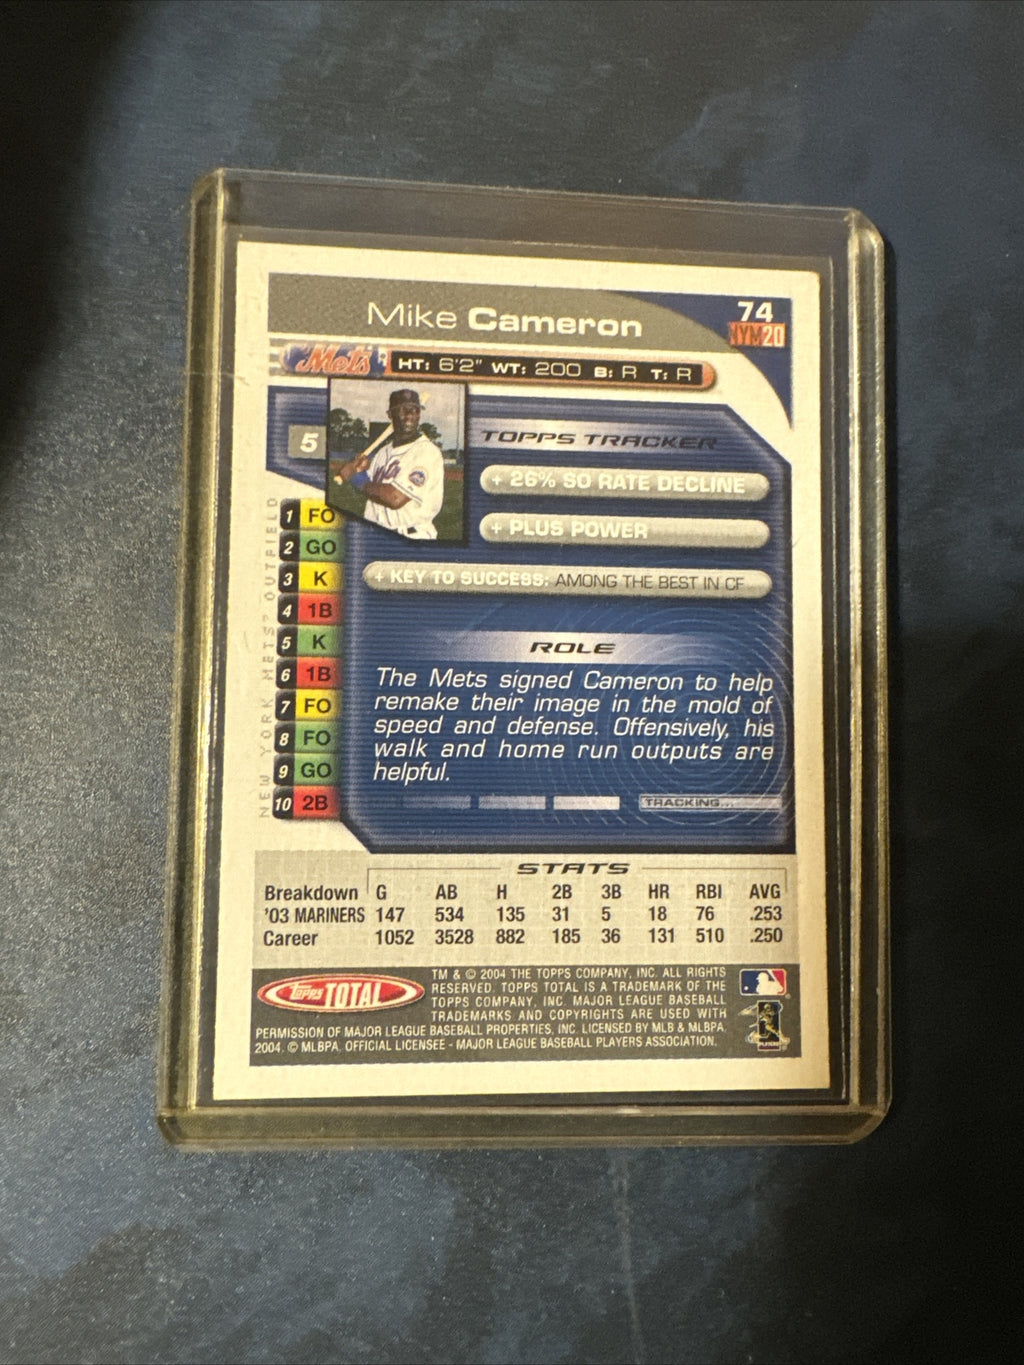 Mike Cameron
74
NYM20
Mets HT: 6'2" WT: 200 B: R T: R
5
TOPPS TRACKER
+ 26% SO RATE DECLINE
+ PLUS POWER
+ KEY TO SUCCESS: AMONG THE BEST IN CF
NEW YORK METS' OUTFIELD
1 FO
2 GO
3 K
4 1B
5 K
6 1B
7 FO
8 FO
9 GO
10 2B
ROLE
The Mets signed Cameron to help
remake their image in the mold of
speed and defense. Offensively, his
walk and home run outputs are
helpful.
TRACKING...
STATS
Breakdown G AB H 2B 3B HR RBI AVG
'03 MARINERS 147 534 135 31 5 18 76 .253
Career 1052 3528 882 185 36 131 510 .250
TOPPS TOTAL
TM & © 2004 THE TOPPS COMPANY, INC. ALL RIGHTS
RESERVED. TOPPS TOTAL IS A TRADEMARK OF THE
TOPPS COMPANY, INC. MAJOR LEAGUE BASEBALL
TRADEMARKS AND COPYRIGHTS ARE USED WITH
PERMISSION OF MAJOR LEAGUE BASEBALL PROPERTIES, INC. LICENSED BY MLB & MLBPA.
2004. © MLBPA. OFFICIAL LICENSEE - MAJOR LEAGUE BASEBALL PLAYERS ASSOCIATION.